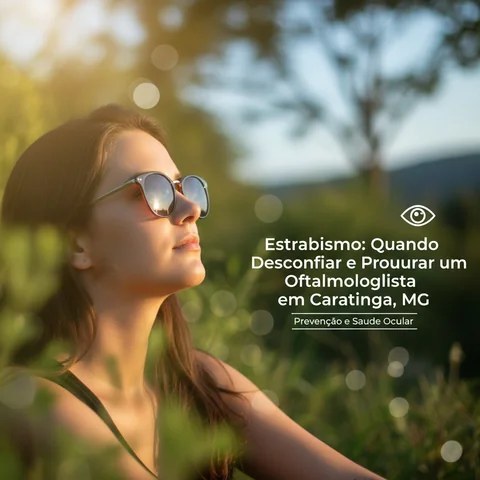 Estrabismo: Quando
Desconfiar e Prouurar um
Oftalmologlista
em Caratinga, MG
Prevenção e Saude Ocular